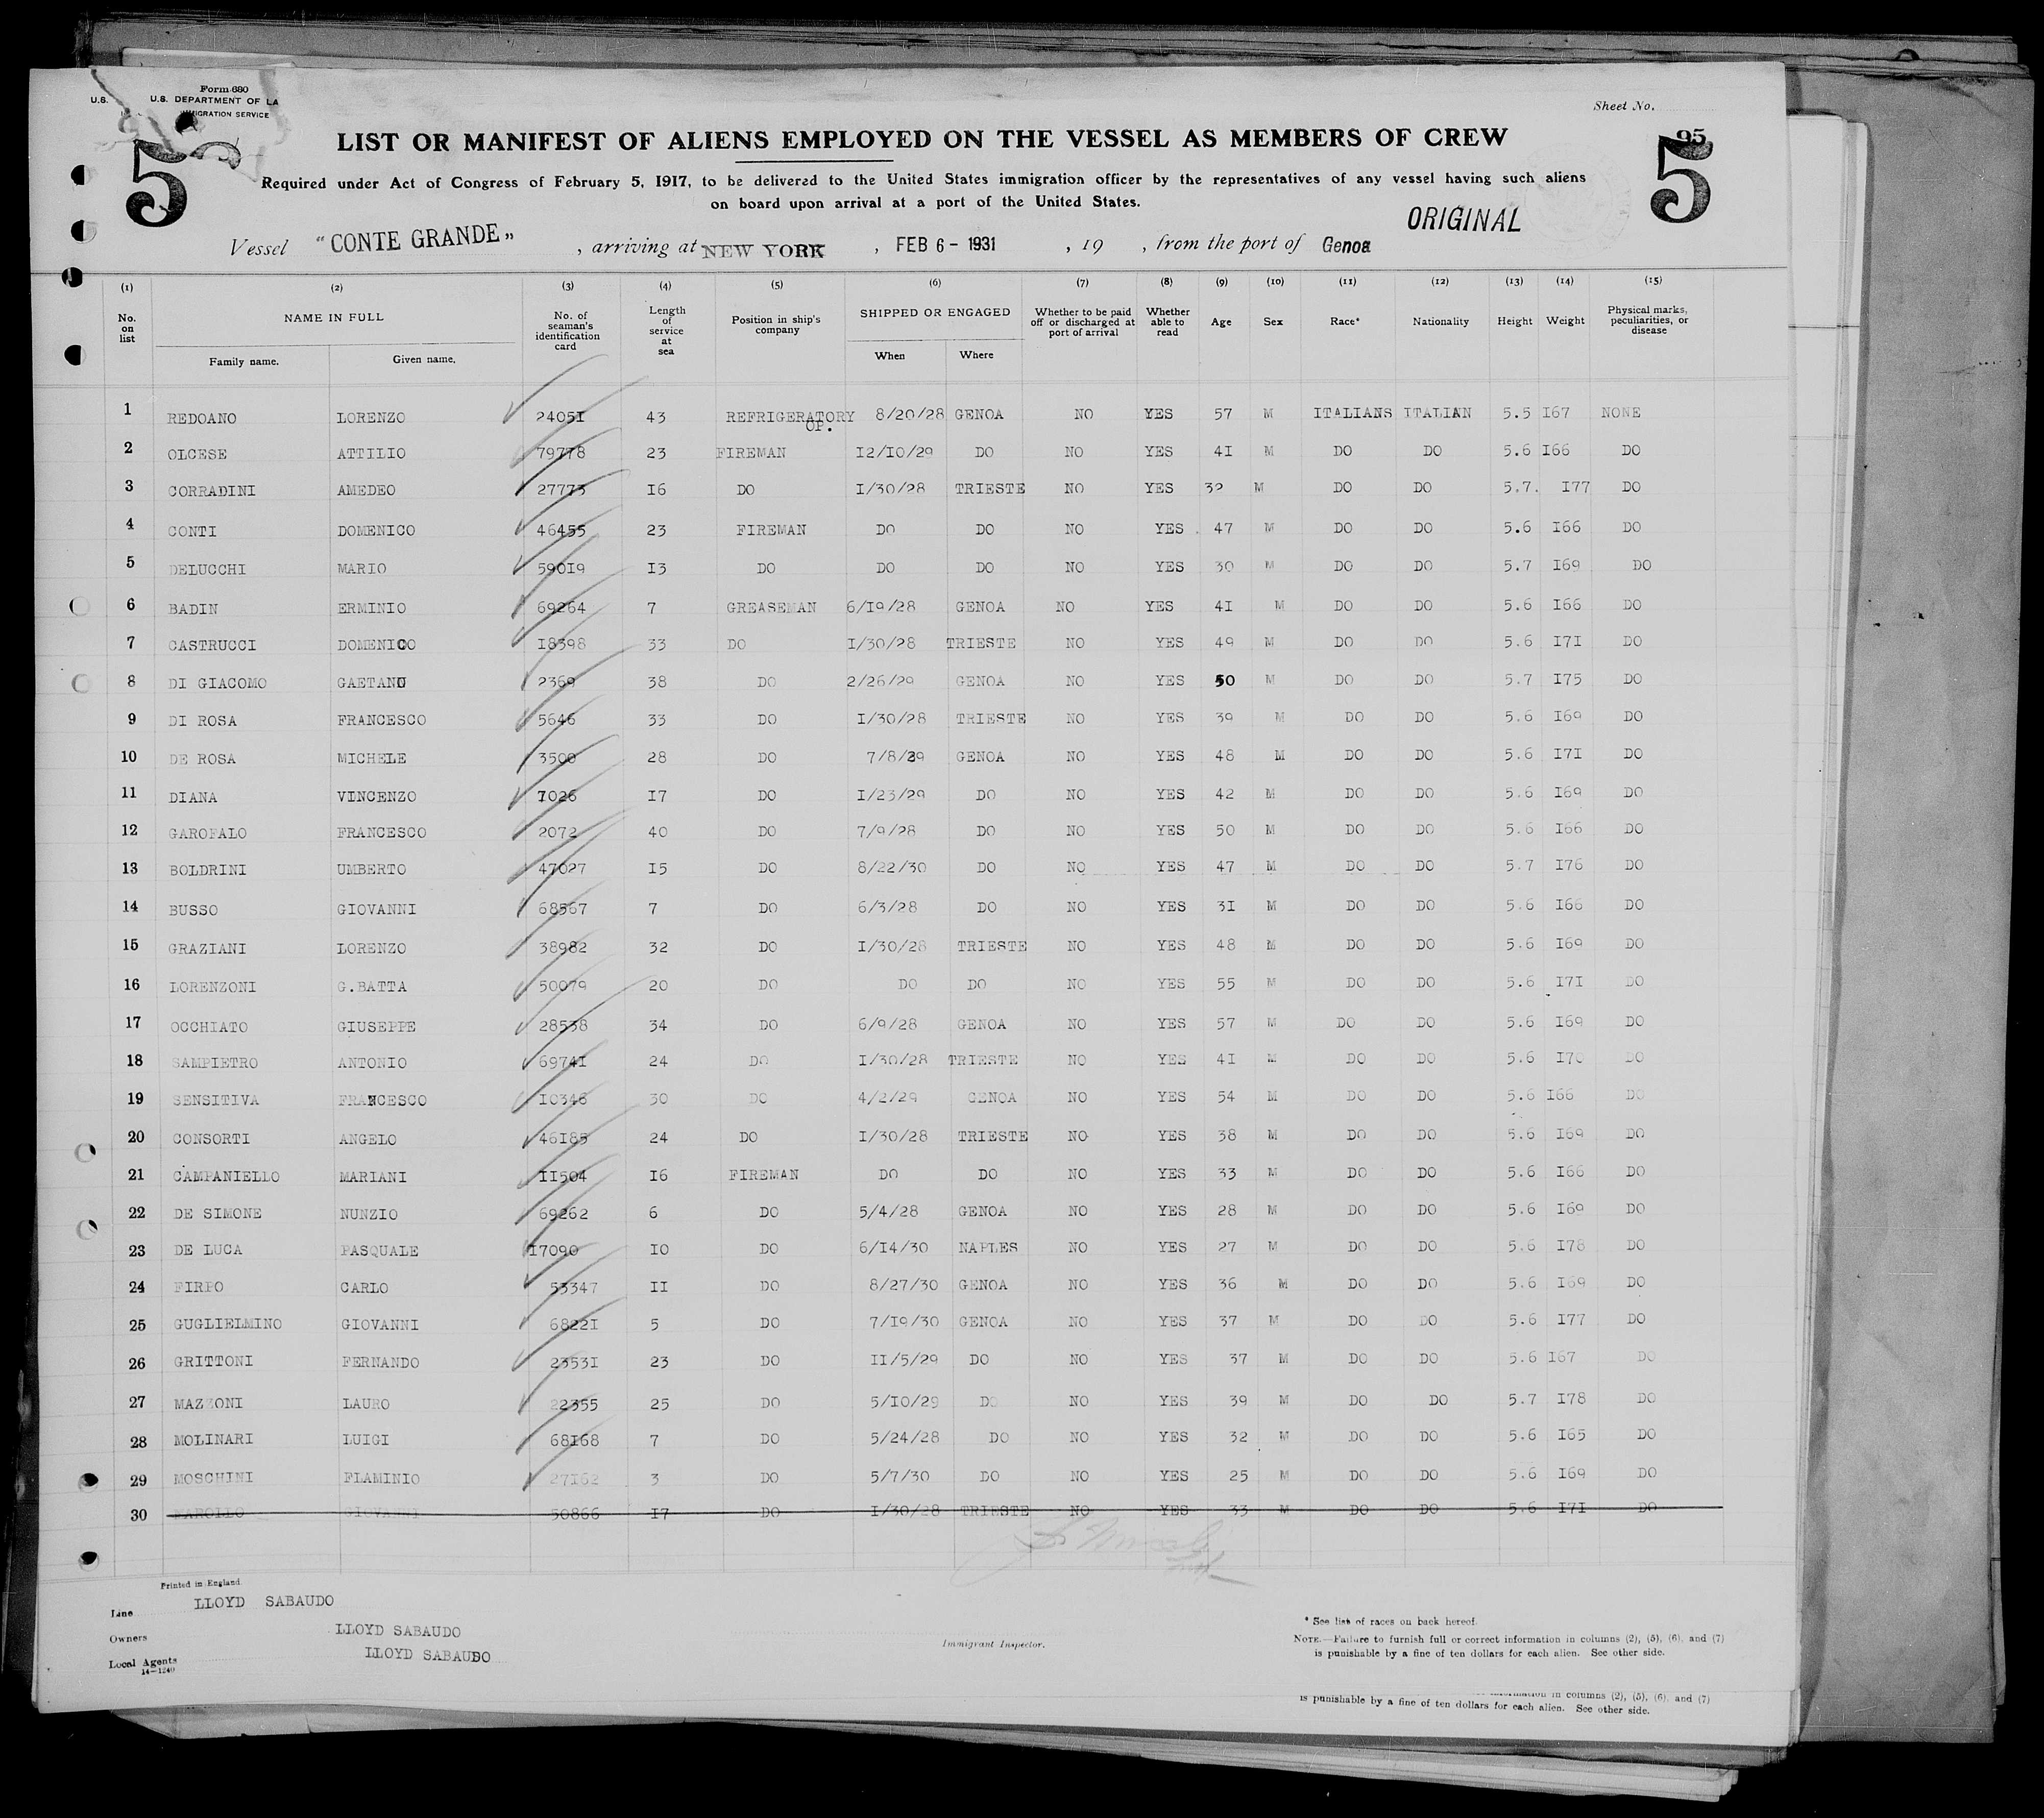 Form 680
U.S. U.S. DEPARTMENT OF LA
MIGRATION SERVICE
Sheet No.
95
5 5
LIST OR MANIFEST OF ALIENS EMPLOYED ON THE VESSEL AS MEMBERS OF CREW
Required under Act of Congress of February 5, 1917, to be delivered to the United States immigration officer by the representatives of any vessel having such aliens
on board upon arrival at a port of the United States.
ORIGINAL
Vessel "CONTE GRANDE", arriving at NEW YORK, FEB 6 - 1931, 19 , from the port of Genoa
(1) (2) (3) (4) (5) (6) (7) (8) (9) (10) (11) (12) (13) (14) (15)
No. on list NAME IN FULL Family name. Given name. No. of seaman's identification card Length of service at sea Position in ship's company SHIPPED OR ENGAGED When Where Whether to be paid off or discharged at port of arrival Whether able to read Age Sex Race* Nationality Height Weight Physical marks, peculiarities, or disease
1 REDOANO LORENZO 24051 43 REFRIGERATORY OP. 8/20/28 GENOA NO YES 57 M ITALIANS ITALIAN 5.5 167 NONE
2 OLCESE ATTILIO 79778 23 FIREMAN 12/10/29 DO NO YES 41 M DO DO 5.6 166 DO
3 CORRADINI AMEDEO 27773 16 DO 1/30/28 TRIESTE NO YES 32 M DO DO 5.7. 177 DO
4 CONTI DOMENICO 46455 23 FIREMAN DO DO NO YES. 47 M DO DO 5.6 166 DO
5 DELUCCHI MARIO 59019 13 DO DO DO NO YES 30 M DO DO 5.7 169 DO
6 BADIN ERMINIO 69264 7 GREASEMAN 6/19/28 GENOA NO YES 41 M DO DO 5.6 166 DO
7 CASTRUCCI DOMENICO 18398 33 DO 1/30/28 TRIESTE NO YES 49 M DO DO 5.6 171 DO
8 DI GIACOMO GAETANO 2369 38 DO 2/26/29 GENOA NO YES 50 M DO DO 5.7 175 DO
9 DI ROSA FRANCESCO 5646 33 DO 1/30/28 TRIESTE NO YES 39 M DO DO 5.6 169 DO
10 DE ROSA MICHELE 3500 28 DO 7/8/29 GENOA NO YES 48 M DO DO 5.6 171 DO
11 DIANA VINCENZO 7026 17 DO 1/23/29 DO NO YES 42 M DO DO 5.6 169 DO
12 GAROFALO FRANCESCO 2072 40 DO 7/9/28 DO NO YES 50 M DO DO 5.6 166 DO
13 BOLDRINI UMBERTO 47027 15 DO 8/22/30 DO NO YES 47 M DO DO 5.7 176 DO
14 BUSSO GIOVANNI 68567 7 DO 6/3/28 DO NO YES 31 M DO DO 5.6 166 DO
15 GRAZIANI LORENZO 38982 32 DO 1/30/28 TRIESTE NO YES 48 M DO DO 5.6 169 DO
16 LORENZONI G.BATTA 50079 20 DO DO DO NO YES 55 M DO DO 5.6 171 DO
17 OCCHIATO GIUSEPPE 28538 34 DO 6/9/28 GENOA NO YES 57 M DO DO 5.6 169 DO
18 SAMPIETRO ANTONIO 69741 24 DO 1/30/28 TRIESTE NO YES 41 M DO DO 5.6 170 DO
19 SENSITIVA FRANCESCO 10346 30 DO 4/2/29 GENOA NO YES 54 M DO DO 5.6 166 DO
20 CONSORTI ANGELO 46185 24 DO 1/30/28 TRIESTE NO YES 38 M DO DO 5.6 169 DO
21 CAMPANIELLO MARIANI 11504 16 FIREMAN DO DO NO YES 33 M DO DO 5.6 166 DO
22 DE SIMONE NUNZIO 69262 6 DO 5/4/28 GENOA NO YES 28 M DO DO 5.6 169 DO
23 DE LUCA PASQUALE 17090 10 DO 6/14/30 NAPLES NO YES 27 M DO DO 5.6 178 DO
24 FIRPO CARLO 53347 11 DO 8/27/30 GENOA NO YES 36 M DO DO 5.6 169 DO
25 GUGLIELMINO GIOVANNI 68221 5 DO 7/19/30 GENOA NO YES 37 M DO DO 5.6 177 DO
26 GRITTONI FERNANDO 23531 23 DO 11/5/29 DO NO YES 37 M DO DO 5.6 167 DO
27 MAZZONI LAURO 22355 25 DO 5/10/29 DO NO YES 39 M DO DO 5.7 178 DO
28 MOLINARI LUIGI 68168 7 DO 5/24/28 DO NO YES 32 M DO DO 5.6 165 DO
29 MOSCHINI FLAMINIO 27162 3 DO 5/7/30 DO NO YES 25 M DO DO 5.6 169 DO
30 MAROLLO GIOVANNI 50866 17 DO 1/30/28 TRIESTE NO YES 33 M DO DO 5.6 171 DO
Printed in England
Line LLOYD SABAUDO
Owners LLOYD SABAUDO
Local Agents LLOYD SABAUDO
14-1240
Immigrant Inspector.
* See list of races on back hereof.
NOTE.—Failure to furnish full or correct information in columns (2), (5), (6), and (7)
is punishable by a fine of ten dollars for each alien. See other side.
information in columns (2), (5), (6), and (7)
is punishable by a fine of ten dollars for each alien. See other side.